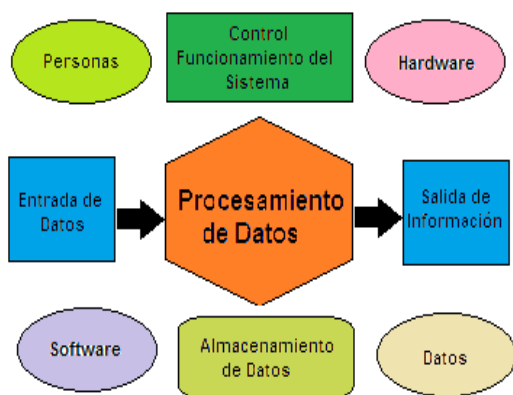 Personas
Control
Funcionamiento del
Sistema
Hardware
Entrada de
Datos
Procesamiento
de Datos
Salida de
Información
Software
Almacenamiento
de Datos
Datos